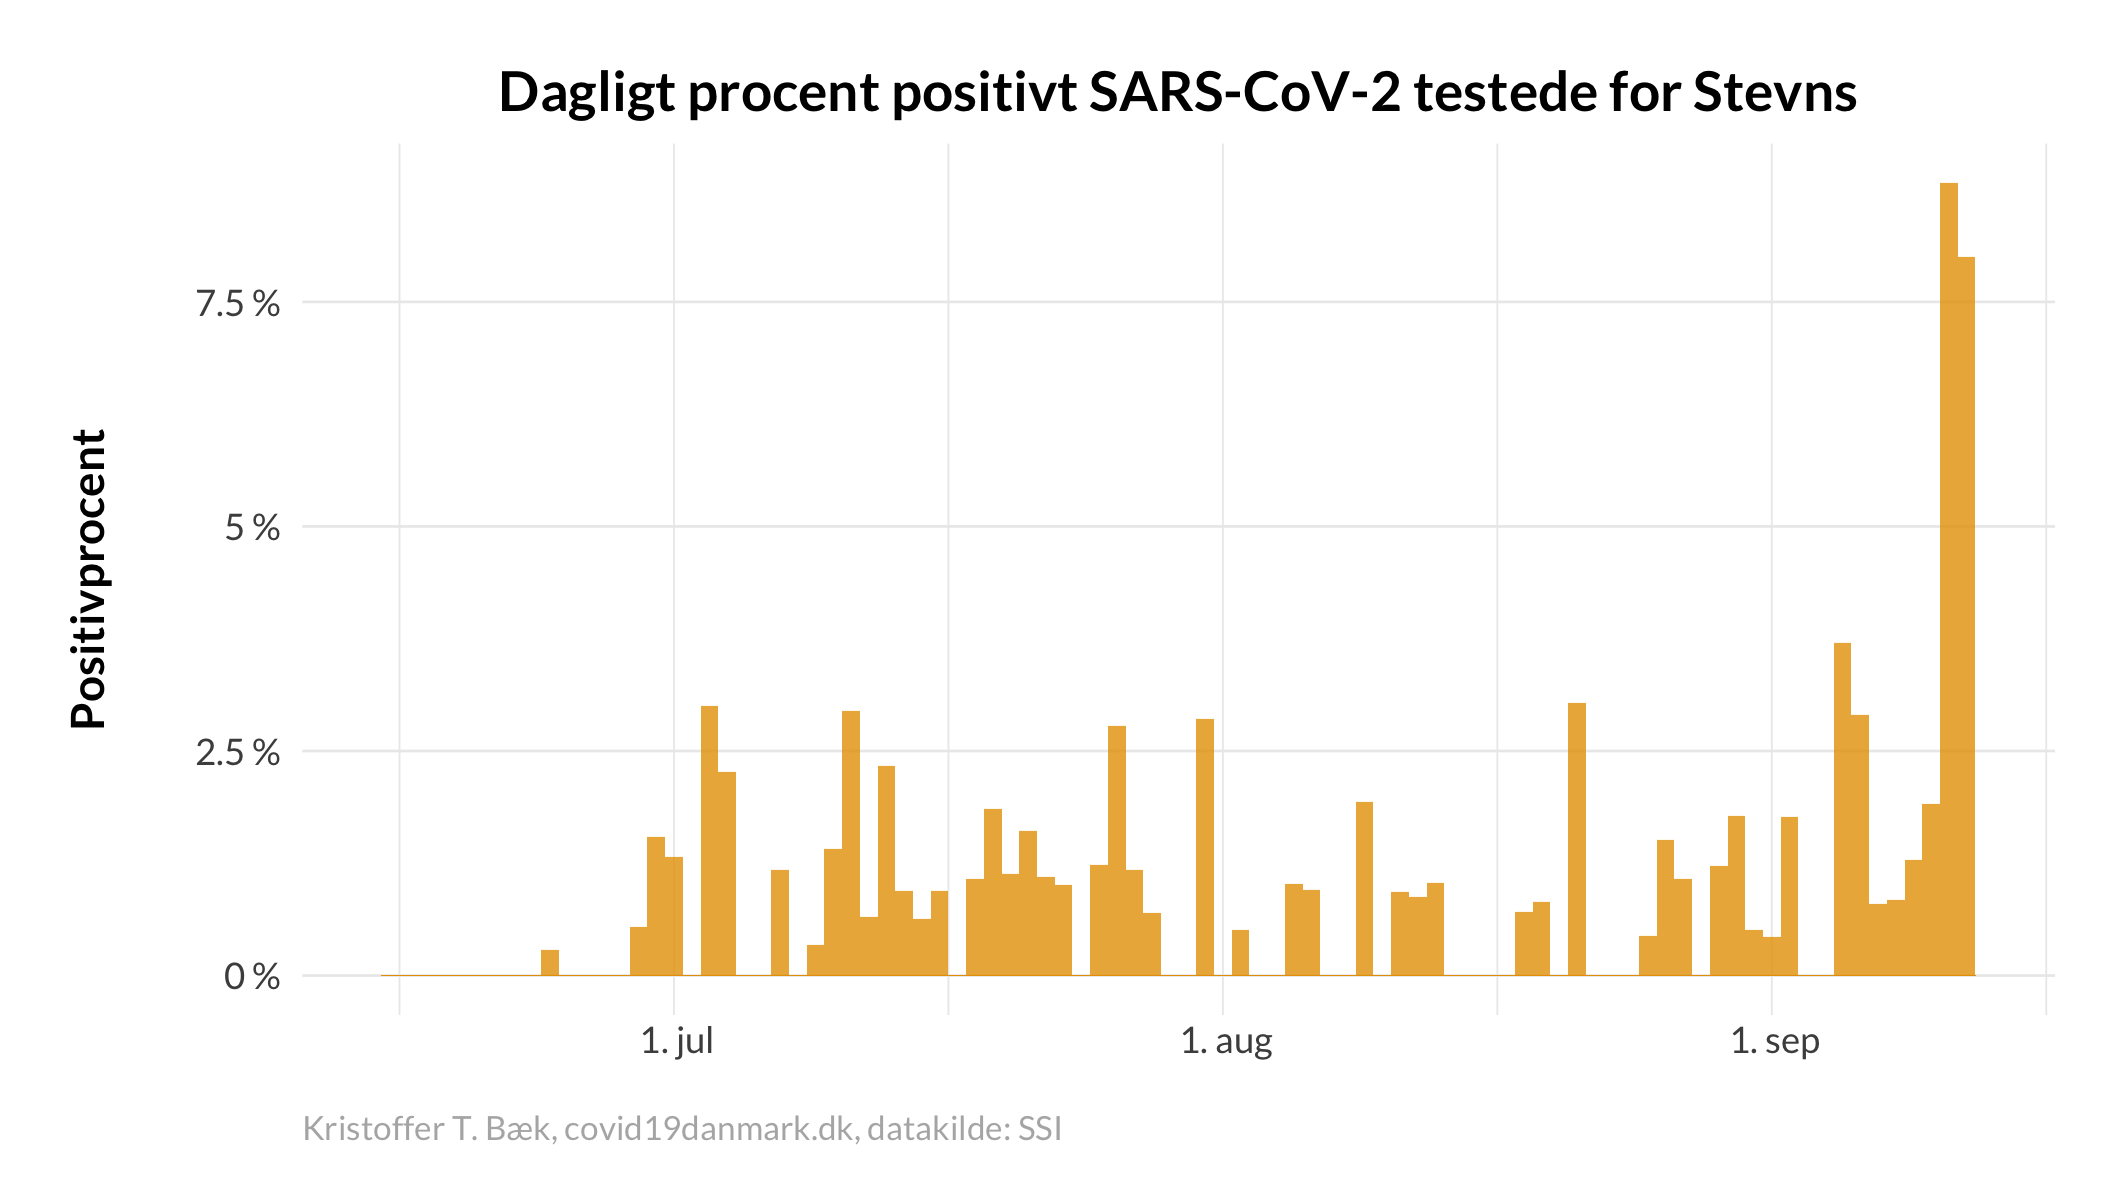 Dagligt procent positivt SARS-CoV-2 testede for Stevns
Positivprocent
7.5 %
5 %
2.5 %
0 %
1. jul
1. aug
1. sep
Kristoffer T. Bæk, covid19danmark.dk, datakilde: SSI